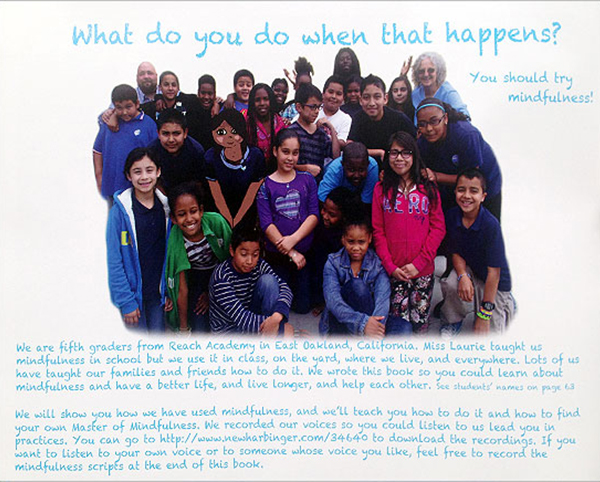 What do you do when that happens?
You should try
mindfulness!
AERO
We are fifth graders from Reach Academy in East Oakland, California. Miss Laurie taught us
mindfulness in school but we use it in class, on the yard, where we live, and everywhere. Lots of us
have taught our families and friends how to do it. We wrote this book so you could learn about
mindfulness and have a better life, and live longer, and help each other. See students' names on page 63
We will show you how we have used mindfulness, and we'll teach you how to do it and how to find
your own Master of Mindfulness. We recorded our voices so you could listen to us lead you in
practices. You can go to http://www.newharbinger.com/34640 to download the recordings. If you
want to listen to your own voice or to someone whose voice you like, feel free to record the
mindfulness scripts at the end of this book.